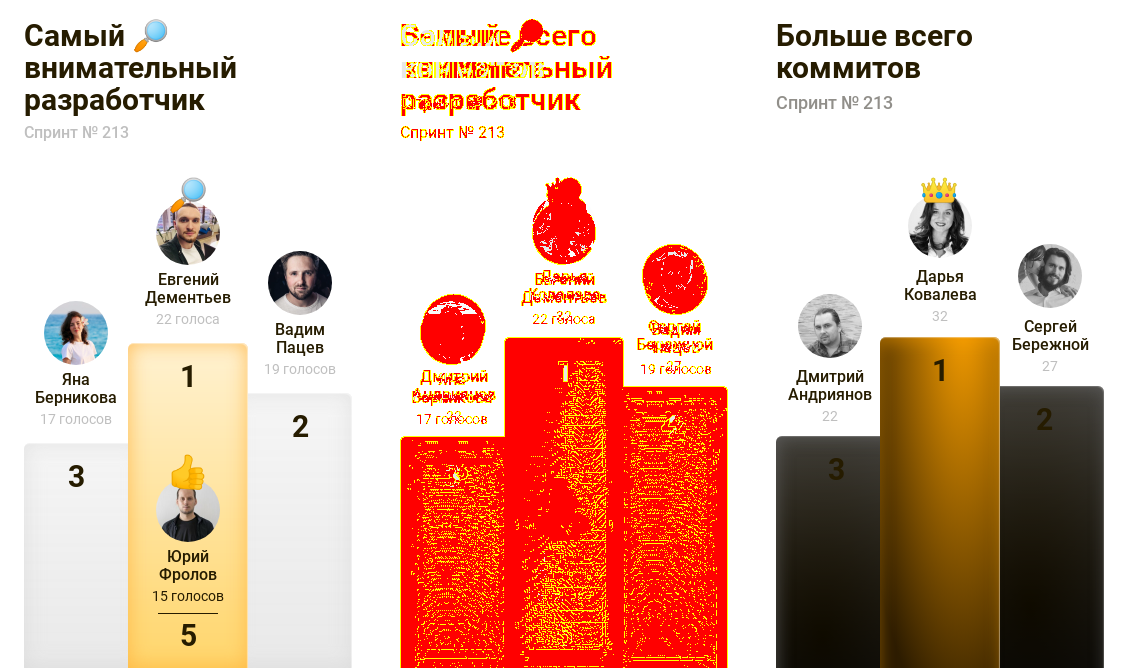 Самый 🔎
внимательный
разработчик
Спринт № 213
Евгений
Дементьев
22 голоса
Вадим
Пацев
19 голосов
Яна
Берникова
17 голосов
1
2
3
Юрий
Фролов
15 голосов
5
разработчик
Спринт № 213
22 голоса
19 голосов
17 голосов
1
Больше всего
коммитов
Спринт № 213
Дарья
Ковалева
32
Сергей
Бережной
27
Дмитрий
Андриянов
22
1
2
3